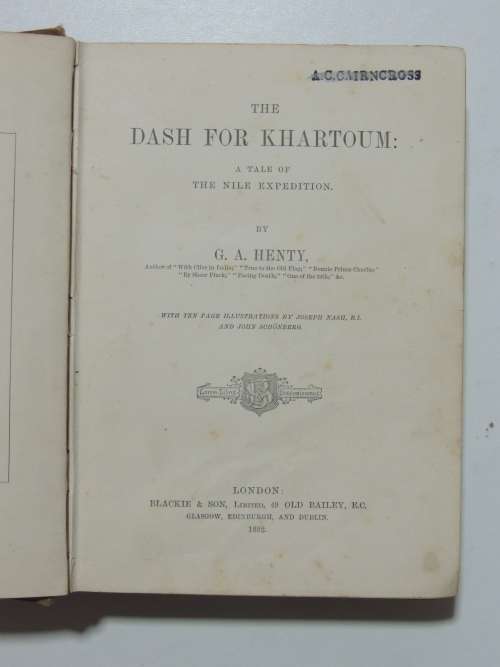 A.C.CAIRNCROSS
THE
DASH FOR KHARTOUM:
A TALE OF
THE NILE EXPEDITION.
BY
G. A. HENTY,
Author of "With Clive in India;" "True to the Old Flag;" "Bonnie Prince Charlie;"
"By Sheer Pluck;" "Facing Death;" "One of the 28th;" &c.
WITH TEN PAGE ILLUSTRATIONS BY JOSEPH NASH, R.I.
AND JOHN SCHÖNBERG.
LONDON:
BLACKIE & SON, LIMITED, 49 OLD BAILEY, E.C.
GLASGOW, EDINBURGH, AND DUBLIN.
1892.